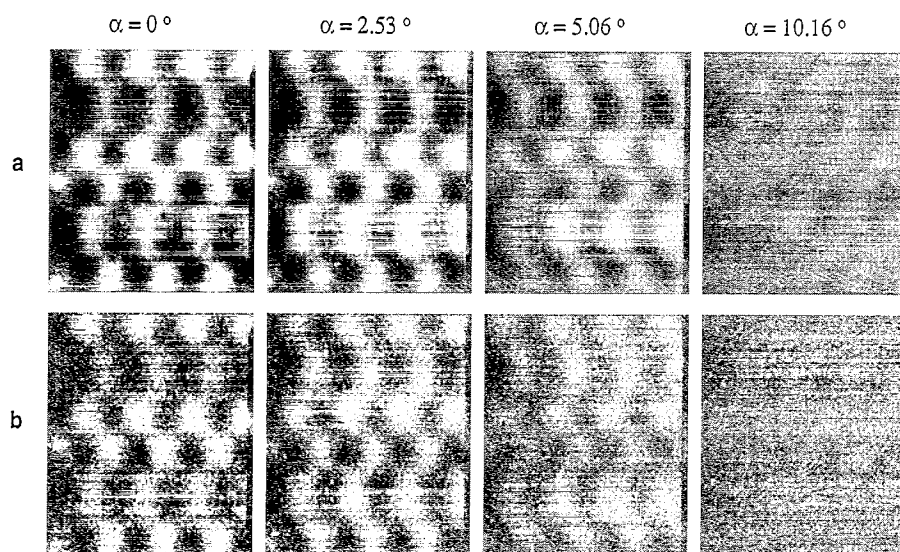 α = 0 ° α = 2.53 ° α = 5.06 ° α = 10.16 °
a
b